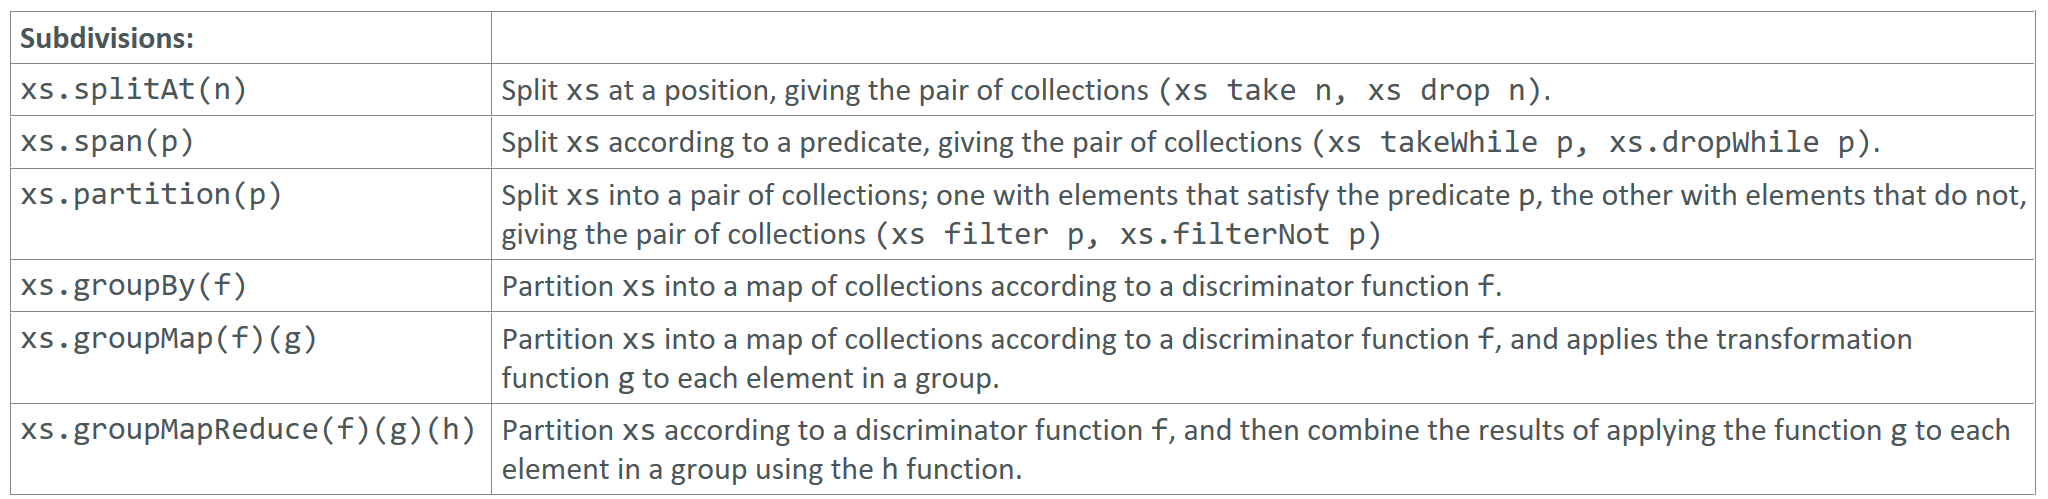 Subdivisions:
xs.splitAt(n)
Split xs at a position, giving the pair of collections (xs take n, xs drop n).
xs.span(p)
Split xs according to a predicate, giving the pair of collections (xs takeWhile p, xs.dropWhile p).
xs.partition(p)
Split xs into a pair of collections; one with elements that satisfy the predicate p, the other with elements that do not,
giving the pair of collections (xs filter p, xs.filterNot p)
xs.groupBy(f)
Partition xs into a map of collections according to a discriminator function f.
xs.groupMap(f)(g)
Partition xs into a map of collections according to a discriminator function f, and applies the transformation
function g to each element in a group.
xs.groupMapReduce(f)(g)(h)
Partition xs according to a discriminator function f, and then combine the results of applying the function g to each
element in a group using the h function.